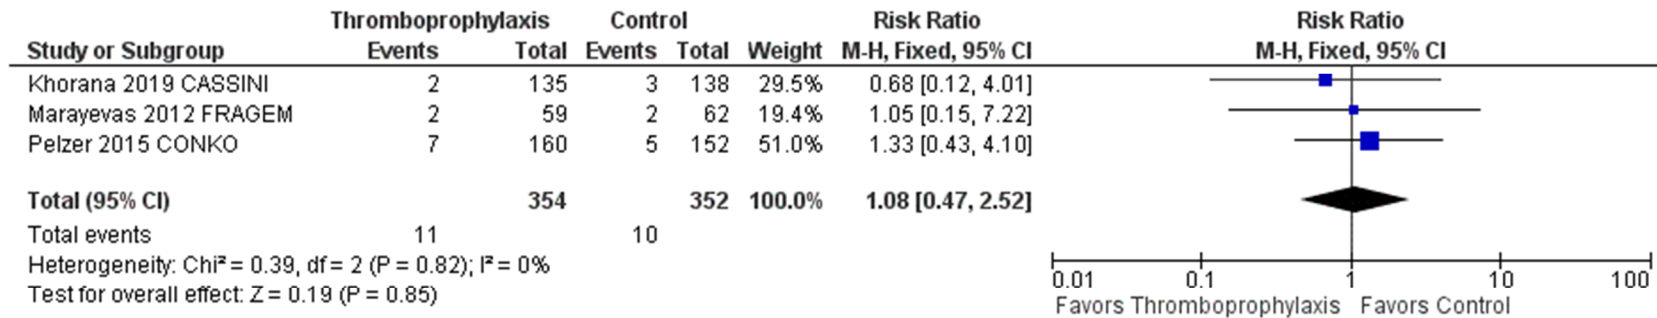 Thromboprophylaxis Control Risk Ratio Risk Ratio
Study or Subgroup Events Total Events Total Weight M-H, Fixed, 95% CI M-H, Fixed, 95% CI
Khorana 2019 CASSINI 2 135 3 138 29.5% 0.68 [0.12, 4.01]
Marayevas 2012 FRAGEM 2 59 2 62 19.4% 1.05 [0.15, 7.22]
Pelzer 2015 CONKO 7 160 5 152 51.0% 1.33 [0.43, 4.10]
Total (95% CI) 354 352 100.0% 1.08 [0.47, 2.52]
Total events 11 10
Heterogeneity: Chi² = 0.39, df = 2 (P = 0.82); I² = 0%
Test for overall effect: Z = 0.19 (P = 0.85)
0.01 0.1 1 10 100
Favors Thromboprophylaxis Favors Control